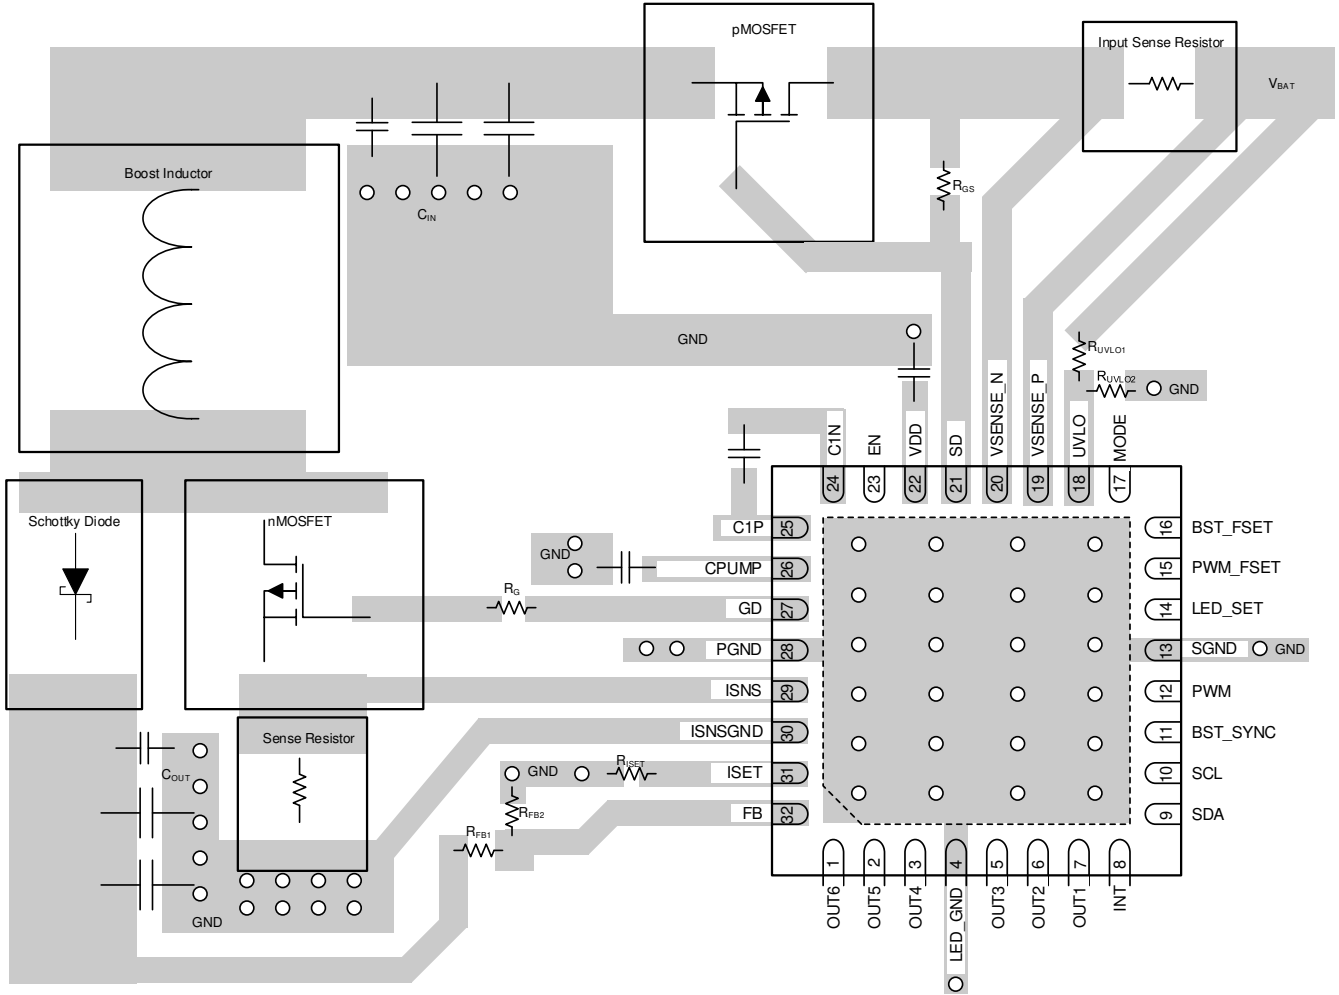 pMOSFET
Input Sense Resistor
VBAT
Boost Inductor
CIN
RGS
GND
RUVLO1
RUVLO2
GND
C1N
EN
VDD
SD
VSENSE_N
VSENSE_P
UVLO
MODE
24
23
22
21
20
19
18
17
Schottky Diode
nMOSFET
C1P 25
16 BST_FSET
GND
CPUMP 26
15 PWM_FSET
RG
GD 27
14 LED_SET
PGND 28
13 SGND GND
ISNS 29
12 PWM
ISNSGND 30
11 BST_SYNC
Sense Resistor
COUT
GND
RISET
ISET 31
10 SCL
RFB2
FB 32
9 SDA
RFB1
1
2
3
4
5
6
7
8
OUT6
OUT5
OUT4
LED_GND
OUT3
OUT2
OUT1
INT
GND